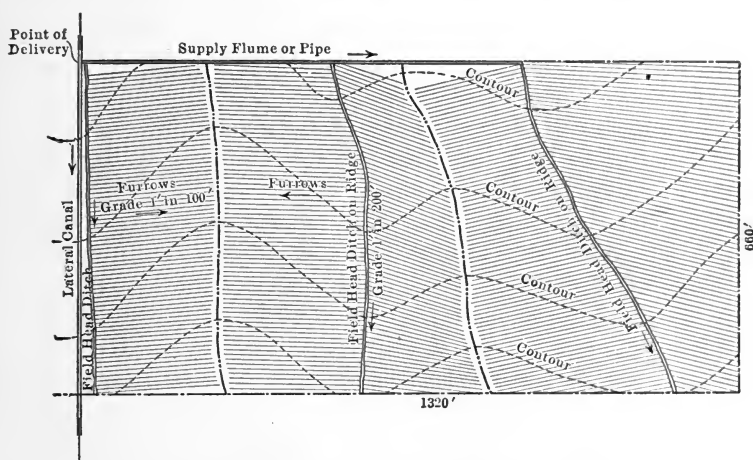 Point of
Delivery
Supply Flume or Pipe
Contour
Furrows
Grade 1' in 100'
Furrows
Field Head Ditch on Ridge
Grade 1' in 200'
Contour
Field Head Ditch on Ridge
660'
Lateral Canal
Field Head Ditch
Contour
Contour
1320'